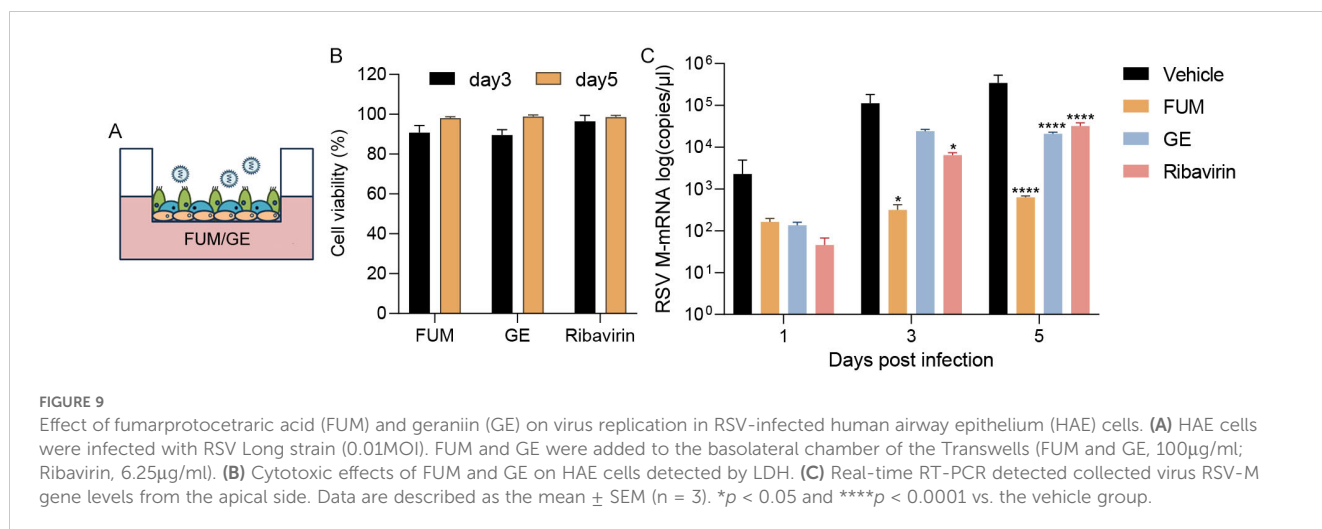 A
FUM/GE
B
day3 day5
Cell viability (%)
120
100
80
60
40
20
0
FUM GE Ribavirin
C
RSV M-mRNA log(copies/μl)
10⁶
10⁵
10⁴
10³
10²
10¹
10⁰
* * **** **** ****
1 3 5
Days post infection
Vehicle
FUM
GE
Ribavirin
FIGURE 9
Effect of fumarprotocetraric acid (FUM) and geraniin (GE) on virus replication in RSV-infected human airway epithelium (HAE) cells. (A) HAE cells
were infected with RSV Long strain (0.01MOI). FUM and GE were added to the basolateral chamber of the Transwells (FUM and GE, 100μg/ml;
Ribavirin, 6.25μg/ml). (B) Cytotoxic effects of FUM and GE on HAE cells detected by LDH. (C) Real-time RT-PCR detected collected virus RSV-M
gene levels from the apical side. Data are described as the mean ± SEM (n = 3). *p < 0.05 and ****p < 0.0001 vs. the vehicle group.